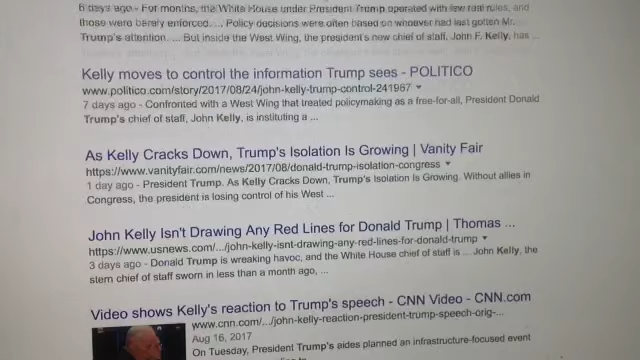 6 days ago - For months, the White House under President Trump operated with few real rules, and
those were barely enforced. ... Policy decisions were often based on whoever had last gotten Mr.
Trump's attention. ... But inside the West Wing, the president's new chief of staff, John F. Kelly, has ...
Kelly moves to control the information Trump sees - POLITICO
www.politico.com/story/2017/08/24/john-kelly-trump-control-241967
7 days ago - Confronted with a West Wing that treated policymaking as a free-for-all, President Donald
Trump's chief of staff, John Kelly, is instituting a ...
As Kelly Cracks Down, Trump's Isolation Is Growing | Vanity Fair
https://www.vanityfair.com/news/2017/08/donald-trump-isolation-congress
1 day ago - President Trump. As Kelly Cracks Down, Trump's Isolation Is Growing. Without allies in
Congress, the president is losing control of his West ...
John Kelly Isn't Drawing Any Red Lines for Donald Trump | Thomas ...
https://www.usnews.com/.../john-kelly-isnt-drawing-any-red-lines-for-donald-trump
3 days ago - Donald Trump is wreaking havoc, and the White House chief of staff is ... John Kelly, the
stern chief of staff sworn in less than a month ago, ...
Video shows Kelly's reaction to Trump's speech - CNN Video - CNN.com
www.cnn.com/.../john-kelly-reaction-president-trump-speech-orig-...
Aug 16, 2017
On Tuesday, President Trump's aides planned an infrastructure-focused event